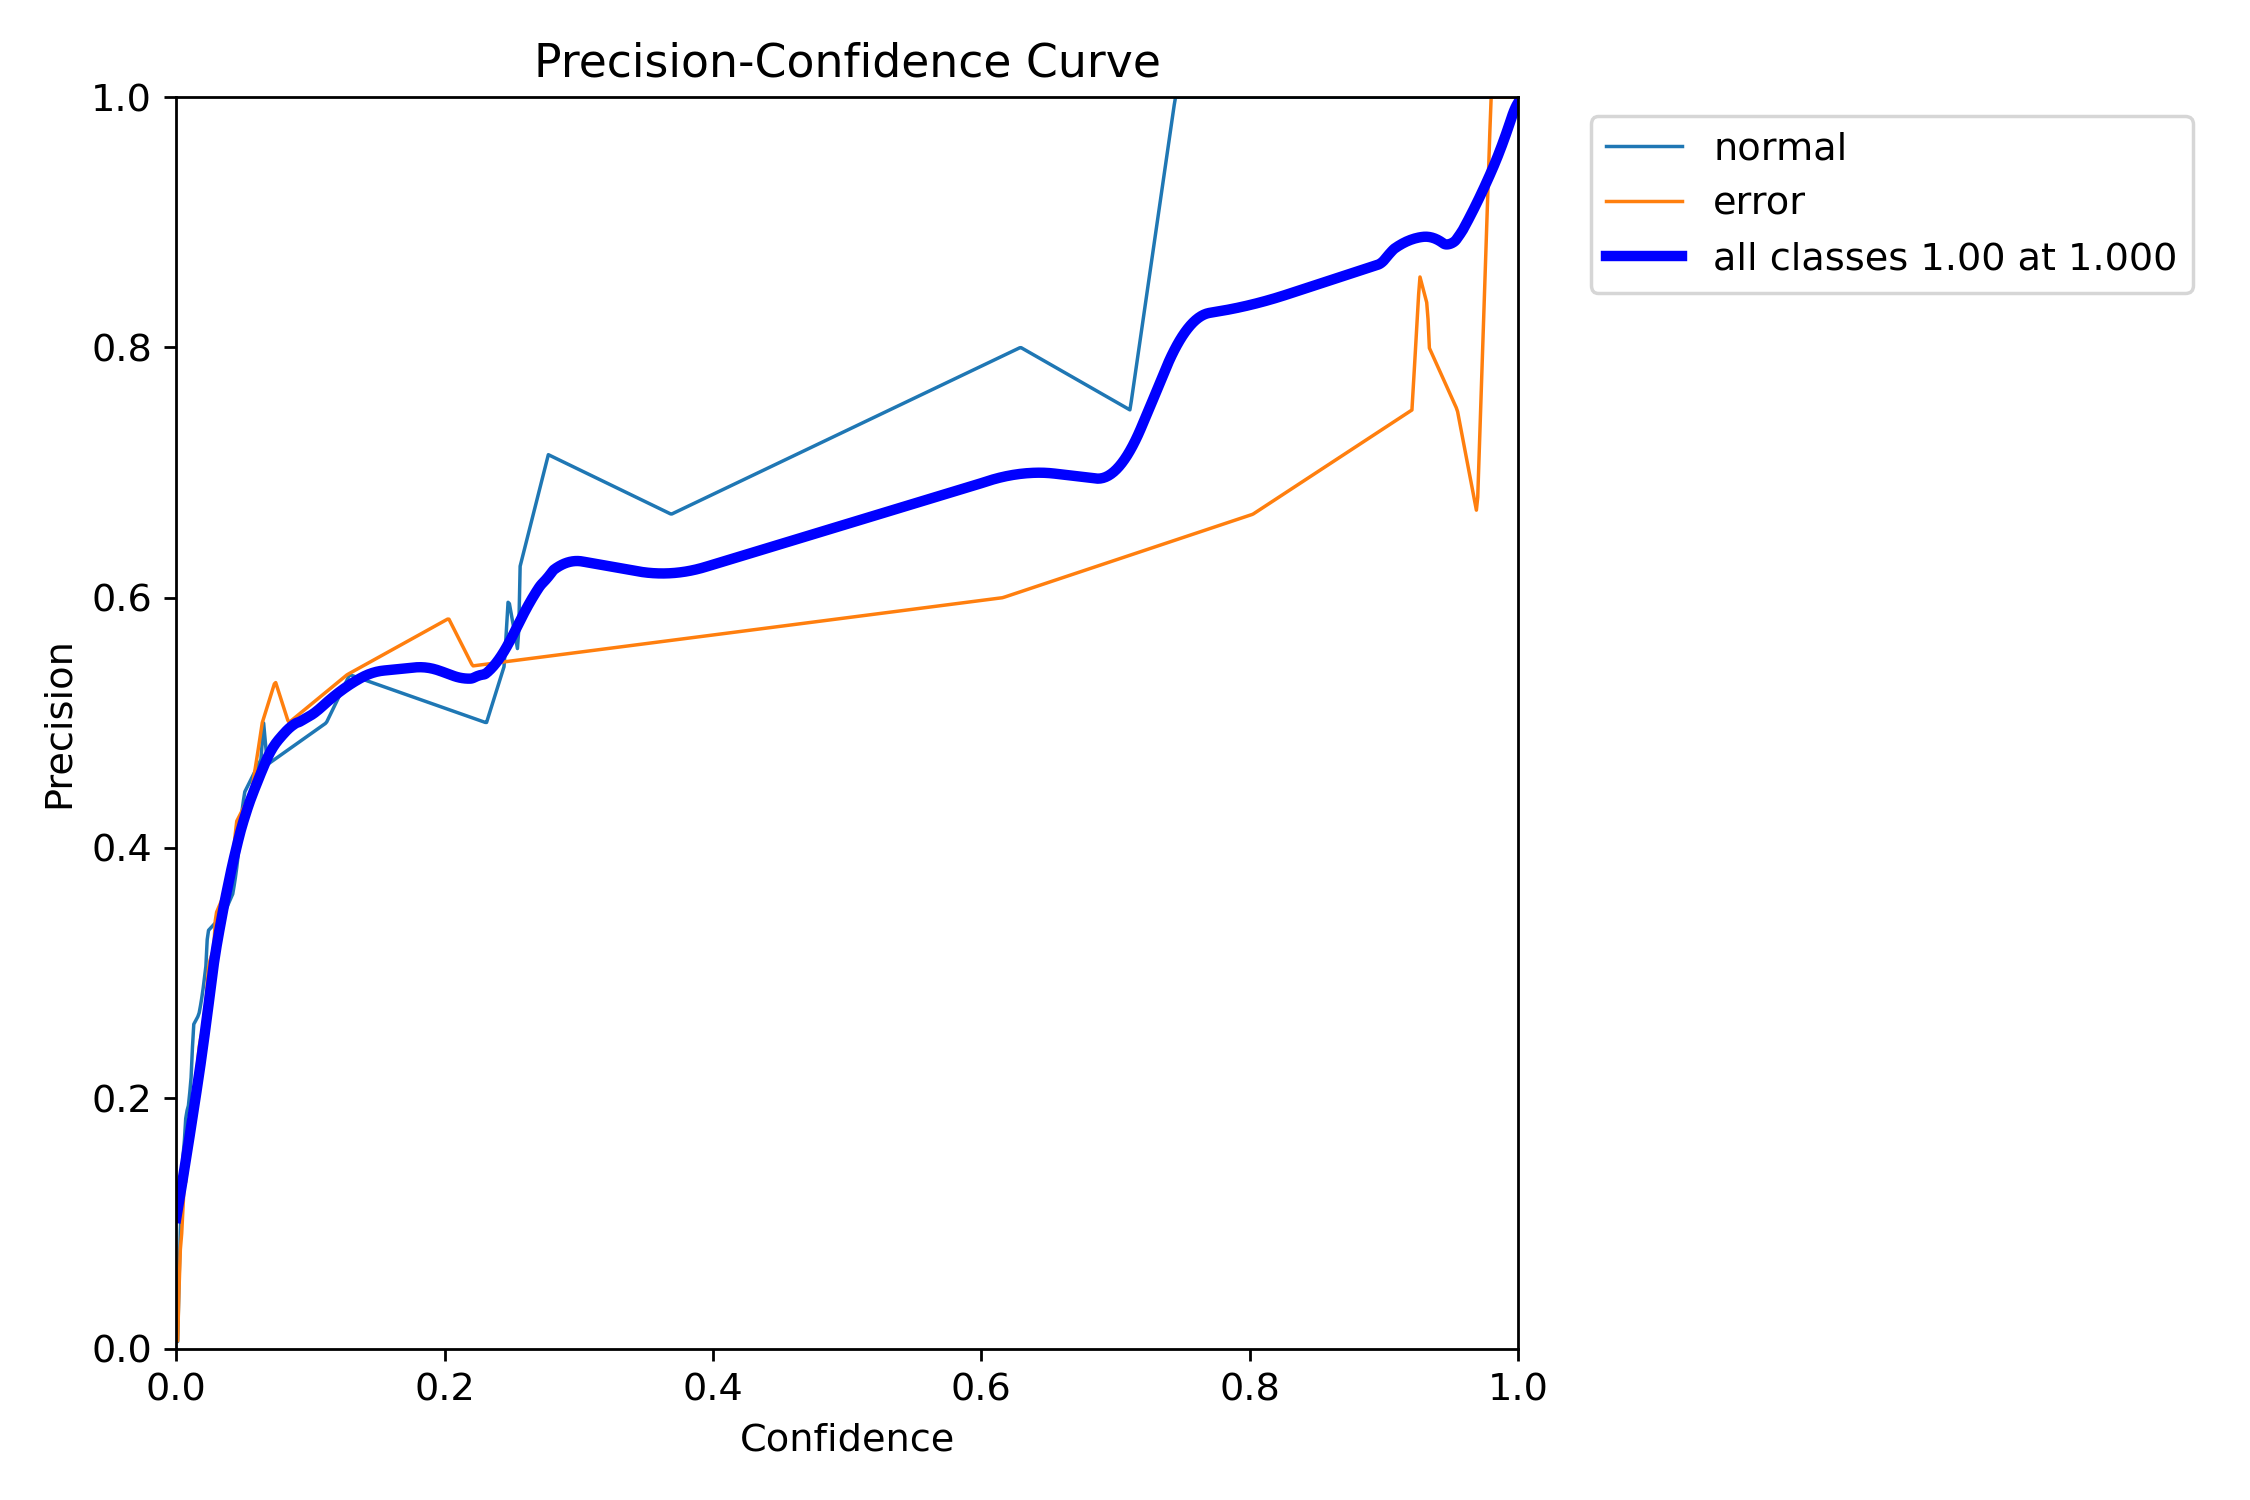 Precision-Confidence Curve
1.0
0.8
0.6
0.4
0.2
0.0
Precision
0.0 0.2 0.4 0.6 0.8 1.0
Confidence
normal
error
all classes 1.00 at 1.000